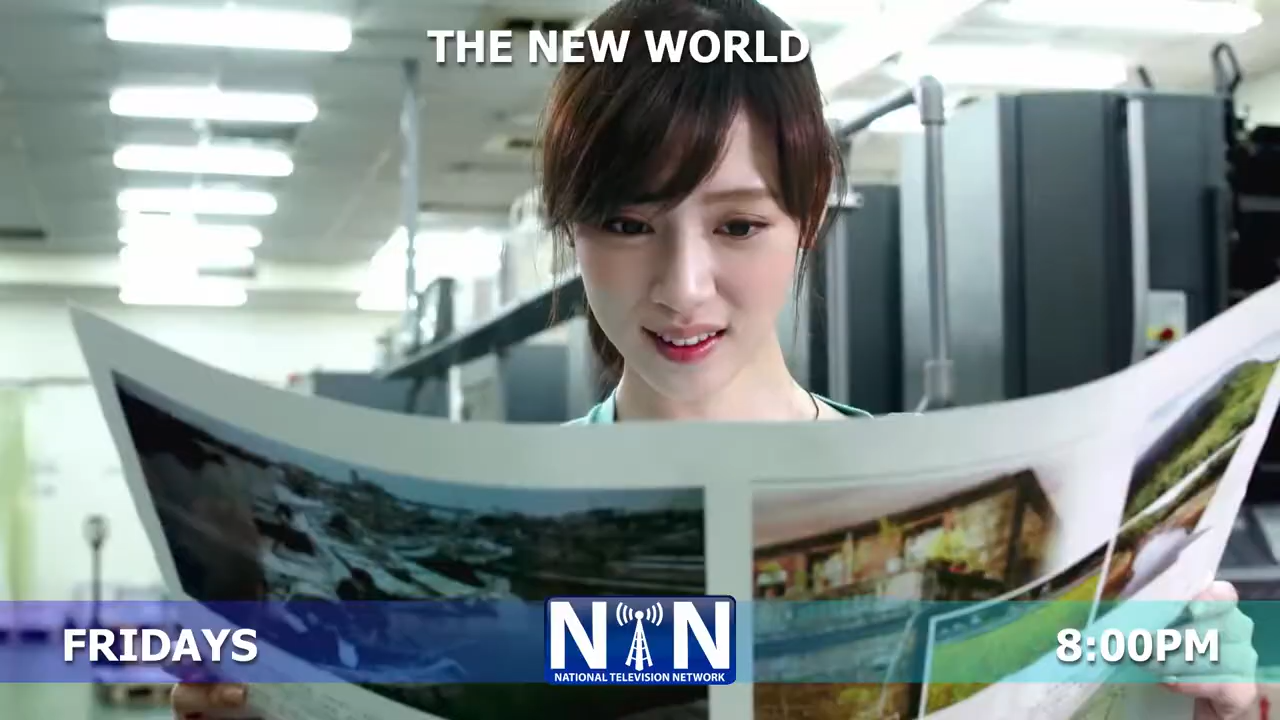 THE NEW WORLD
FRIDAYS
NTN
NATIONAL TELEVISION NETWORK
8:00PM